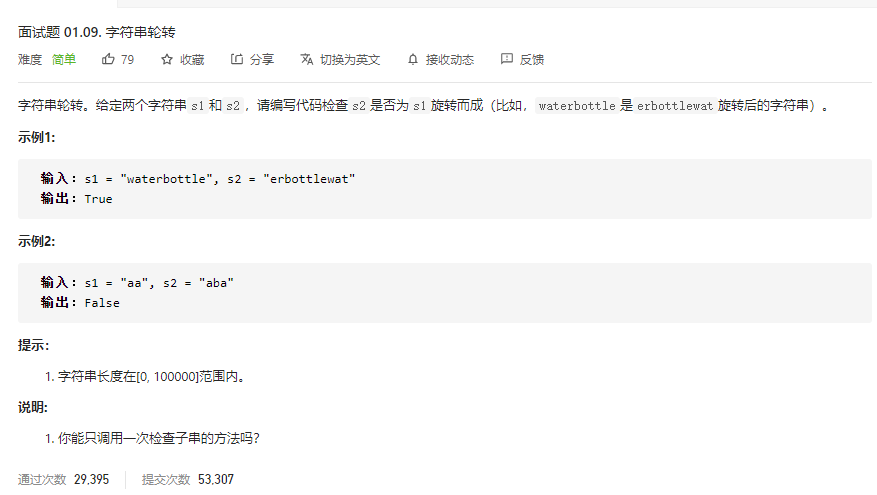 面试题 01.09. 字符串轮转
难度 简单 79 收藏 分享 切换为英文 接收动态 反馈
字符串轮转。给定两个字符串 s1 和 s2 ，请编写代码检查 s2 是否为 s1 旋转而成（比如， waterbottle 是 erbottlewat 旋转后的字符串）。
示例1:
输入：s1 = "waterbottle", s2 = "erbottlewat"
输出：True
示例2:
输入：s1 = "aa", s2 = "aba"
输出：False
提示：
1. 字符串长度在[0, 100000]范围内。
说明:
1. 你能只调用一次检查子串的方法吗？
通过次数 29,395 提交次数 53,307